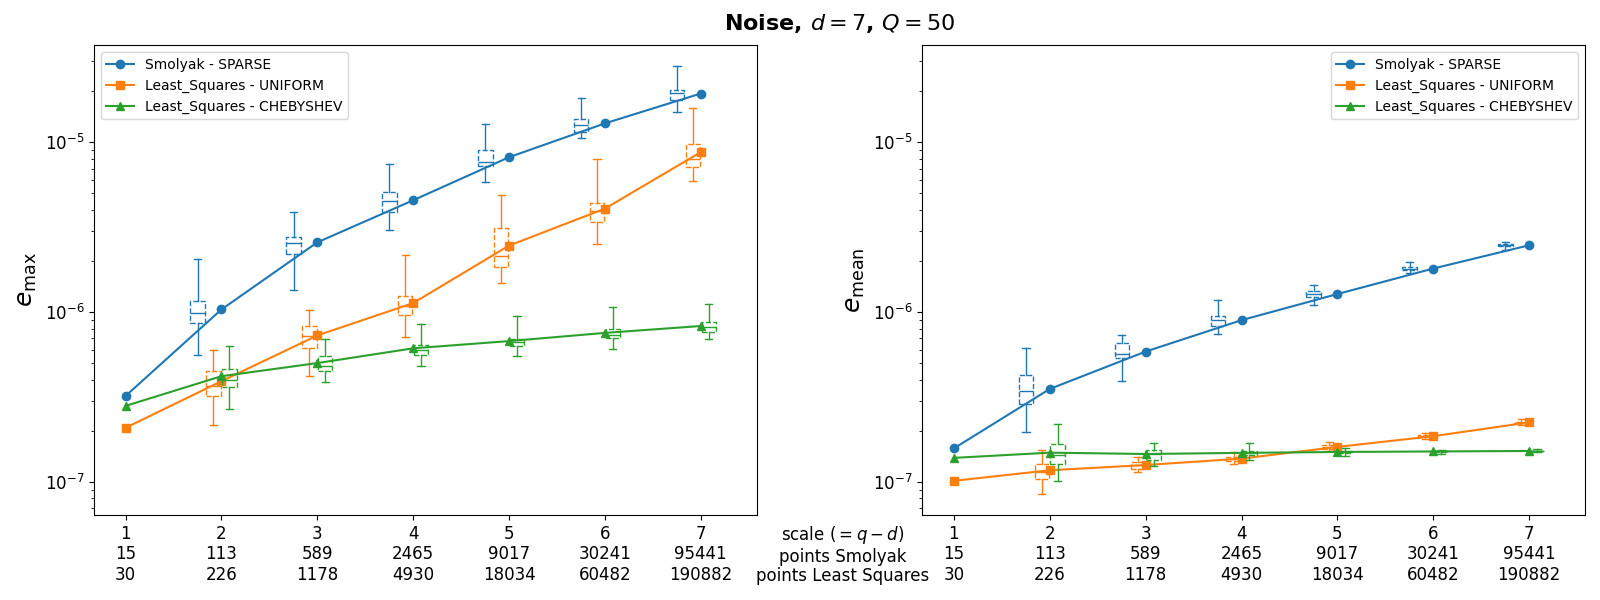 Noise, d = 7, Q = 50
Smolyak - SPARSE
Least_Squares - UNIFORM
Least_Squares - CHEBYSHEV
10⁻⁵
10⁻⁶
10⁻⁷
e_max
1 2 3 4 5 6 7
15 113 589 2465 9017 30241 95441
30 226 1178 4930 18034 60482 190882
scale (= q − d)
points Smolyak
points Least Squares
Smolyak - SPARSE
Least_Squares - UNIFORM
Least_Squares - CHEBYSHEV
10⁻⁵
10⁻⁶
10⁻⁷
e_mean
1 2 3 4 5 6 7
15 113 589 2465 9017 30241 95441
30 226 1178 4930 18034 60482 190882